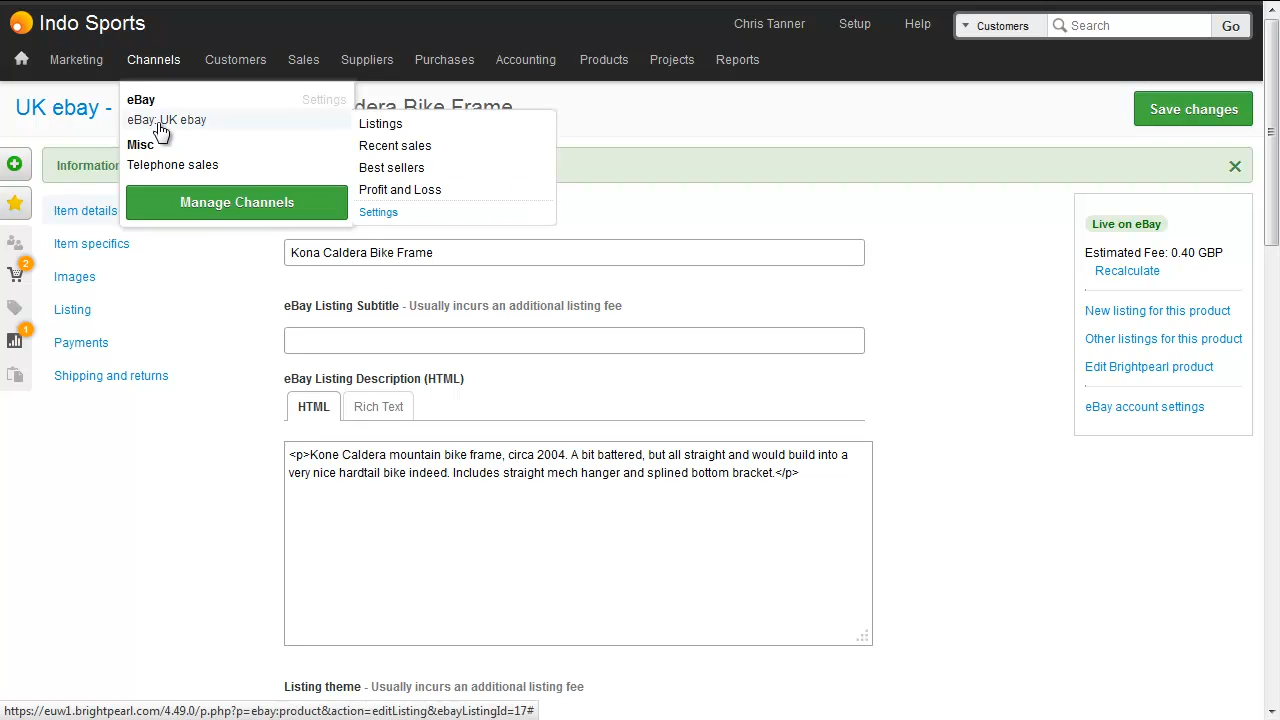 Indo Sports
Chris Tanner
Setup
Help
Customers
Search
Go
Marketing
Channels
Customers
Sales
Suppliers
Purchases
Accounting
Products
Projects
Reports
UK ebay -
dera Bike Frame
Save changes
eBay
Settings
eBay: UK ebay
Misc
Telephone sales
Manage Channels
Listings
Recent sales
Best sellers
Profit and Loss
Settings
Information
2
1
Item details
Item specifics
Images
Listing
Payments
Shipping and returns
Kona Caldera Bike Frame
eBay Listing Subtitle - Usually incurs an additional listing fee
eBay Listing Description (HTML)
HTML
Rich Text
<p>Kone Caldera mountain bike frame, circa 2004. A bit battered, but all straight and would build into a
very nice hardtail bike indeed. Includes straight mech hanger and splined bottom bracket.</p>
Listing theme - Usually incurs an additional listing fee
Live on eBay
Estimated Fee: 0.40 GBP
Recalculate
New listing for this product
Other listings for this product
Edit Brightpearl product
eBay account settings
https://euw1.brightpearl.com/4.49.0/p.php?p=ebay:product&action=editListing&ebayListingId=17#